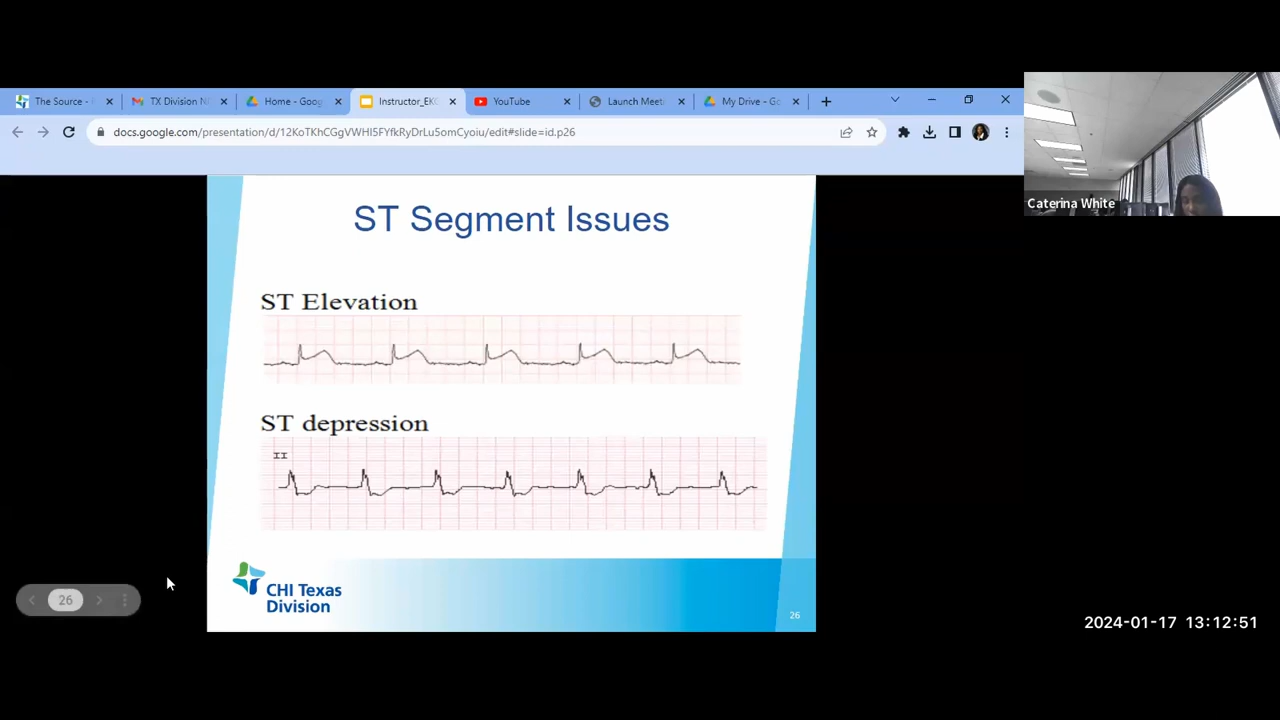 The Source -
TX Division N
Home - Goog
Instructor_EK
YouTube
Launch Meeti
My Drive - Go
docs.google.com/presentation/d/12KoTKhCGgVWHI5FYfkRyDrLu5omCyoiu/edit#slide=id.p26
Caterina White
ST Segment Issues
ST Elevation
ST depression
II
CHI Texas
Division
26
26
2024-01-17 13:12:51